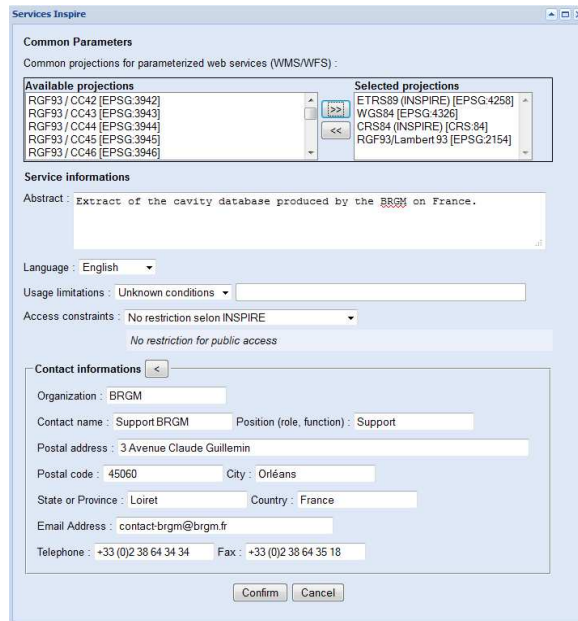 Services Inspire
Common Parameters
Common projections for parameterized web services (WMS/WFS) :
Available projections
RGF93 / CC42 [EPSG:3942]
RGF93 / CC43 [EPSG:3943]
RGF93 / CC44 [EPSG:3944]
RGF93 / CC45 [EPSG:3945]
RGF93 / CC46 [EPSG:3946]
>>
<<
Selected projections
ETRS89 (INSPIRE) [EPSG:4258]
WGS84 [EPSG:4326]
CRS84 (INSPIRE) [CRS:84]
RGF93/Lambert 93 [EPSG:2154]
Service informations
Abstract : Extract of the cavity database produced by the BRGM on France.
Language : English
Usage limitations : Unknown conditions
Access constraints : No restriction selon INSPIRE
No restriction for public access
Contact informations <
Organization : BRGM
Contact name : Support BRGM Position (role, function) : Support
Postal address : 3 Avenue Claude Guillemin
Postal code : 45060 City : Orléans
State or Province : Loiret Country : France
Email Address : contact-brgm@brgm.fr
Telephone : +33 (0)2 38 64 34 34 Fax : +33 (0)2 38 64 35 18
Confirm Cancel